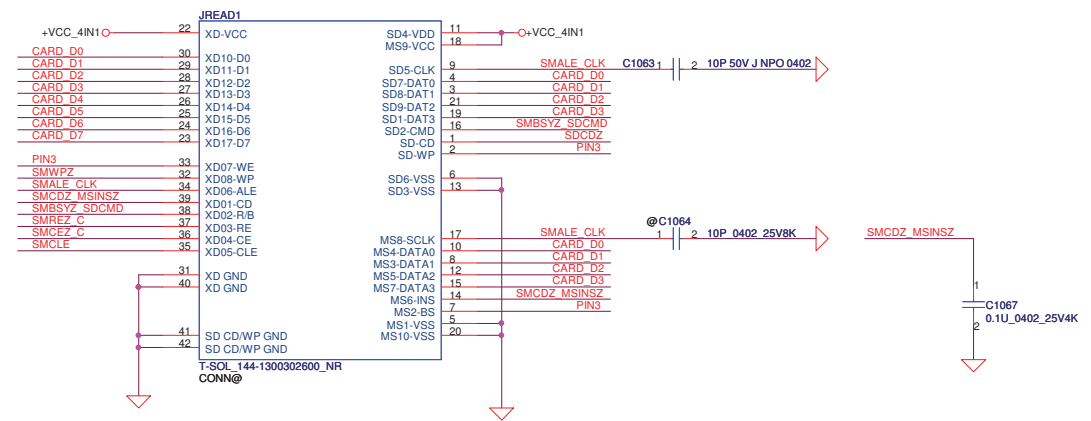 JREAD1
+VCC_4IN1 22 XD-VCC SD4-VDD 11 +VCC_4IN1
MS9-VCC 18
CARD_D0 30 XD10-D0
CARD_D1 29 XD11-D1 SD5-CLK 9 SMALE_CLK C1063 1 2 10P 50V J NPO 0402
CARD_D2 28 XD12-D2 SD7-DAT0 4 CARD_D0
CARD_D3 27 XD13-D3 SD8-DAT1 3 CARD_D1
CARD_D4 26 XD14-D4 SD9-DAT2 21 CARD_D2
CARD_D5 25 XD15-D5 SD1-DAT3 19 CARD_D3
CARD_D6 24 XD16-D6 SD2-CMD 16 SMBSYZ_SDCMD
CARD_D7 23 XD17-D7 SD-CD 1 SDCDZ
SD-WP 2 PIN3
PIN3 33 XD07-WE
SMWPZ 32 XD08-WP SD6-VSS 6
SMALE_CLK 34 XD06-ALE SD3-VSS 13
SMCDZ_MSINSZ 39 XD01-CD
SMBSYZ_SDCMD 38 XD02-R/B
SMREZ_C 37 XD03-RE @C1064
SMCEZ_C 36 XD04-CE MS8-SCLK 17 SMALE_CLK 1 2 10P_0402_25V8K SMCDZ_MSINSZ
SMCLE 35 XD05-CLE MS4-DATA0 10 CARD_D0
MS3-DATA1 8 CARD_D1
31 XD GND MS5-DATA2 12 CARD_D2
40 XD GND MS7-DATA3 15 CARD_D3 1
MS6-INS 14 SMCDZ_MSINSZ
MS2-BS 7 PIN3 C1067
MS1-VSS 5 0.1U_0402_25V4K
41 SD CD/WP GND MS10-VSS 20 2
42 SD CD/WP GND
T-SOL_144-1300302600_NR
CONN@